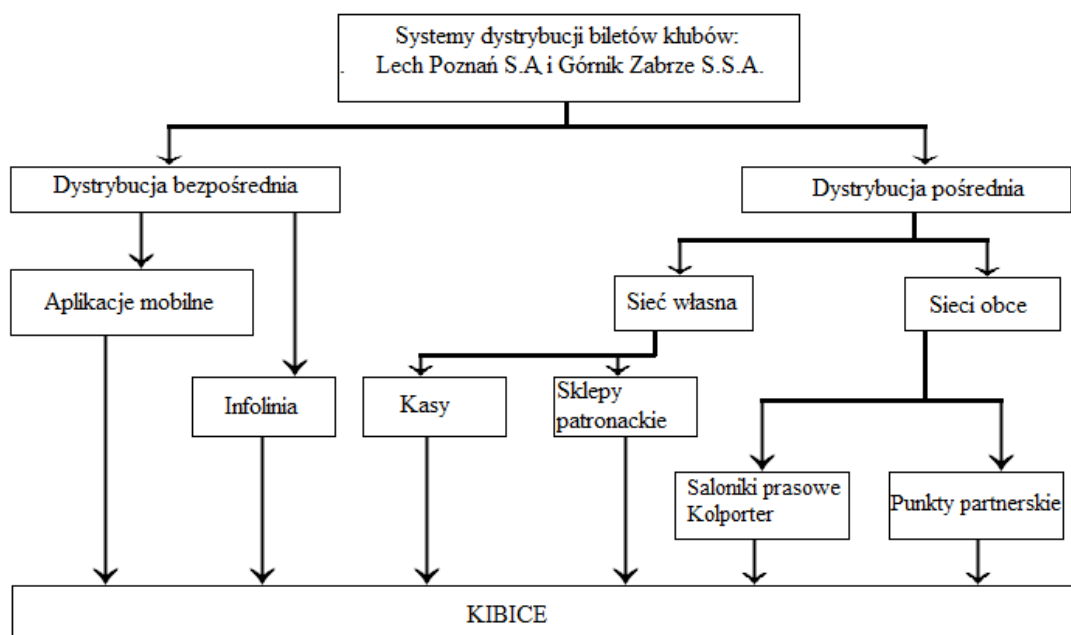 Systemy dystrybucji biletów klubów:
. Lech Poznań S.A, i Górnik Zabrze S.S.A.
Dystrybucja bezpośrednia
Dystrybucja pośrednia
Aplikacje mobilne
Sieć własna
Sieci obce
Infolinia
Kasy
Sklepy
patronackie
Saloniki prasowe
Kolporter
Punkty partnerskie
KIBICE